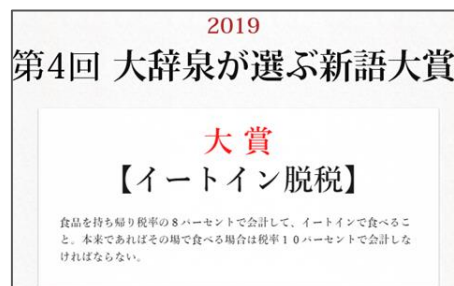 2019
第4回 大辞泉が選ぶ新語大賞
大賞
【イートイン脱税】
食品を持ち帰り税率の８パーセントで会計して、イートインで食べるこ
と。本来であればその場で食べる場合は税率１０パーセントで会計しな
ければならない。